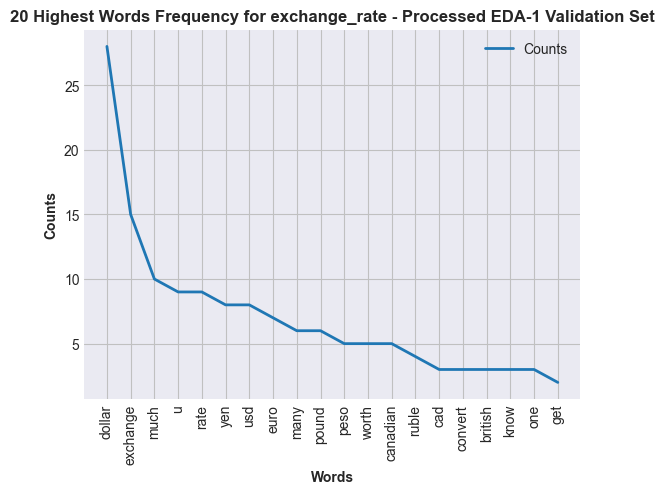 20 Highest Words Frequency for exchange_rate - Processed EDA-1 Validation Set
Counts
25
20
15
10
5
Counts
dollar
exchange
much
u
rate
yen
usd
euro
many
pound
peso
worth
canadian
ruble
cad
convert
british
know
one
get
Words